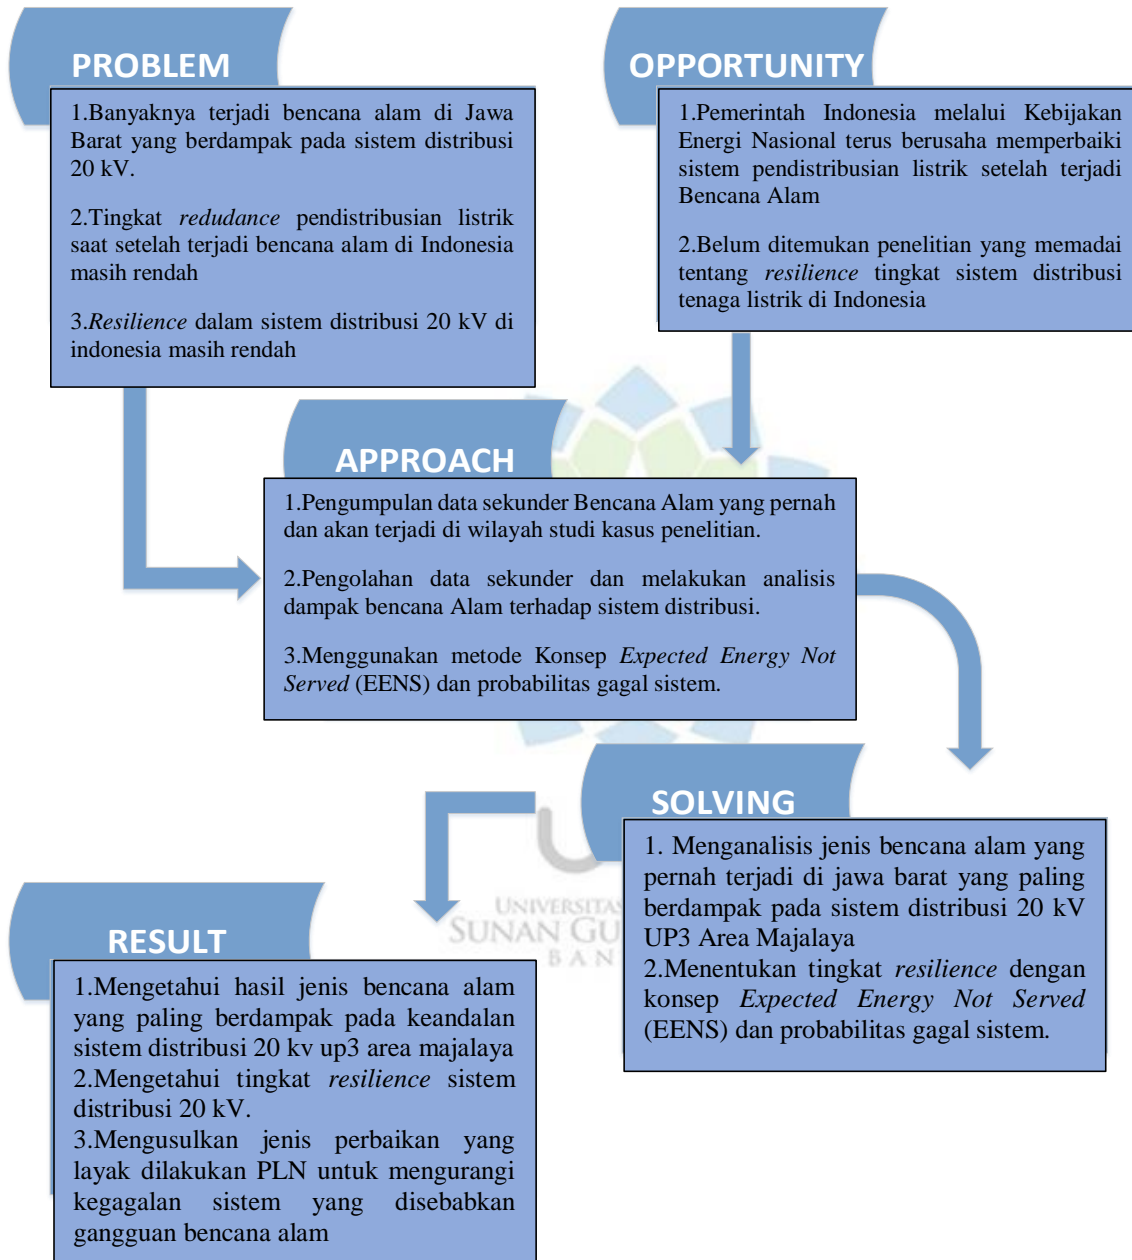 PROBLEM
1.Banyaknya terjadi bencana alam di Jawa
Barat yang berdampak pada sistem distribusi
20 kV.
2.Tingkat redudance pendistribusian listrik
saat setelah terjadi bencana alam di Indonesia
masih rendah
3.Resilience dalam sistem distribusi 20 kV di
indonesia masih rendah
OPPORTUNITY
1.Pemerintah Indonesia melalui Kebijakan
Energi Nasional terus berusaha memperbaiki
sistem pendistribusian listrik setelah terjadi
Bencana Alam
2.Belum ditemukan penelitian yang memadai
tentang resilience tingkat sistem distribusi
tenaga listrik di Indonesia
APPROACH
1.Pengumpulan data sekunder Bencana Alam yang pernah
dan akan terjadi di wilayah studi kasus penelitian.
2.Pengolahan data sekunder dan melakukan analisis
dampak bencana Alam terhadap sistem distribusi.
3.Menggunakan metode Konsep Expected Energy Not
Served (EENS) dan probabilitas gagal sistem.
SOLVING
1. Menganalisis jenis bencana alam yang
pernah terjadi di jawa barat yang paling
berdampak pada sistem distribusi 20 kV
UP3 Area Majalaya
2.Menentukan tingkat resilience dengan
konsep Expected Energy Not Served
(EENS) dan probabilitas gagal sistem.
UNIVERSITAS
SUNAN GU
BAN
RESULT
1.Mengetahui hasil jenis bencana alam
yang paling berdampak pada keandalan
sistem distribusi 20 kv up3 area majalaya
2.Mengetahui tingkat resilience sistem
distribusi 20 kV.
3.Mengusulkan jenis perbaikan yang
layak dilakukan PLN untuk mengurangi
kegagalan sistem yang disebabkan
gangguan bencana alam